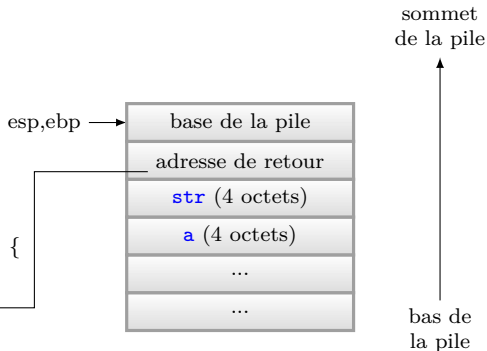 sommet
de la pile
esp,ebp
base de la pile
adresse de retour
str (4 octets)
a (4 octets)
{
...
...
bas de
la pile